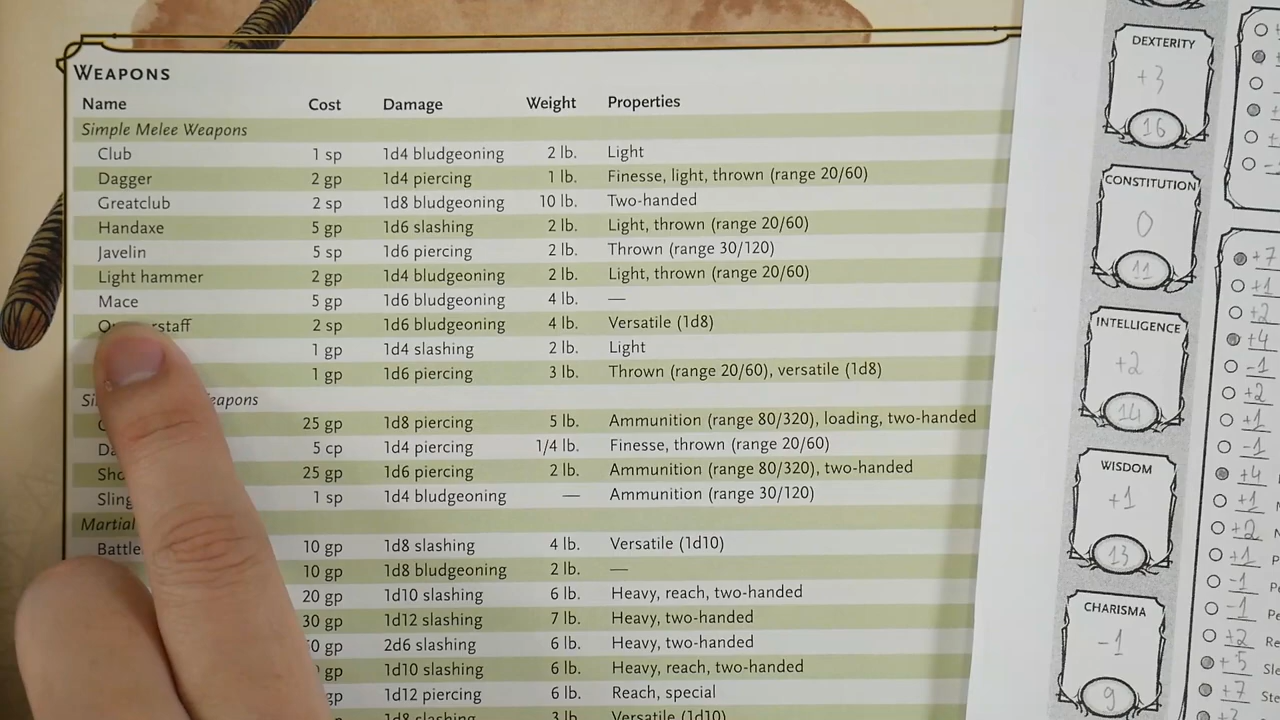 WEAPONS
Name Cost Damage Weight Properties
Simple Melee Weapons
Club 1 sp 1d4 bludgeoning 2 lb. Light
Dagger 2 gp 1d4 piercing 1 lb. Finesse, light, thrown (range 20/60)
Greatclub 2 sp 1d8 bludgeoning 10 lb. Two-handed
Handaxe 5 gp 1d6 slashing 2 lb. Light, thrown (range 20/60)
Javelin 5 sp 1d6 piercing 2 lb. Thrown (range 30/120)
Light hammer 2 gp 1d4 bludgeoning 2 lb. Light, thrown (range 20/60)
Mace 5 gp 1d6 bludgeoning 4 lb. —
2 sp 1d6 bludgeoning 4 lb. Versatile (1d8)
1 gp 1d4 slashing 2 lb. Light
1 gp 1d6 piercing 3 lb. Thrown (range 20/60), versatile (1d8)
25 gp 1d8 piercing 5 lb. Ammunition (range 80/320), loading, two-handed
5 cp 1d4 piercing 1/4 lb. Finesse, thrown (range 20/60)
25 gp 1d6 piercing 2 lb. Ammunition (range 80/320), two-handed
Sling 1 sp 1d4 bludgeoning — Ammunition (range 30/120)
Martial
10 gp 1d8 slashing 4 lb. Versatile (1d10)
10 gp 1d8 bludgeoning 2 lb. —
20 gp 1d10 slashing 6 lb. Heavy, reach, two-handed
30 gp 1d12 slashing 7 lb. Heavy, two-handed
gp 2d6 slashing 6 lb. Heavy, two-handed
gp 1d10 slashing 6 lb. Heavy, reach, two-handed
gp 1d12 piercing 6 lb. Reach, special
1d8 slashing 3 lb. Versatile (1d10)
DEXTERITY
+3
16
CONSTITUTION
0
11
INTELLIGENCE
+2
14
WISDOM
+1
13
CHARISMA
-1
9
+7
+1
+2
+4
-1
+2
+1
-1
+4
+1
+2
+1
-1
-1
+2
+5
+7